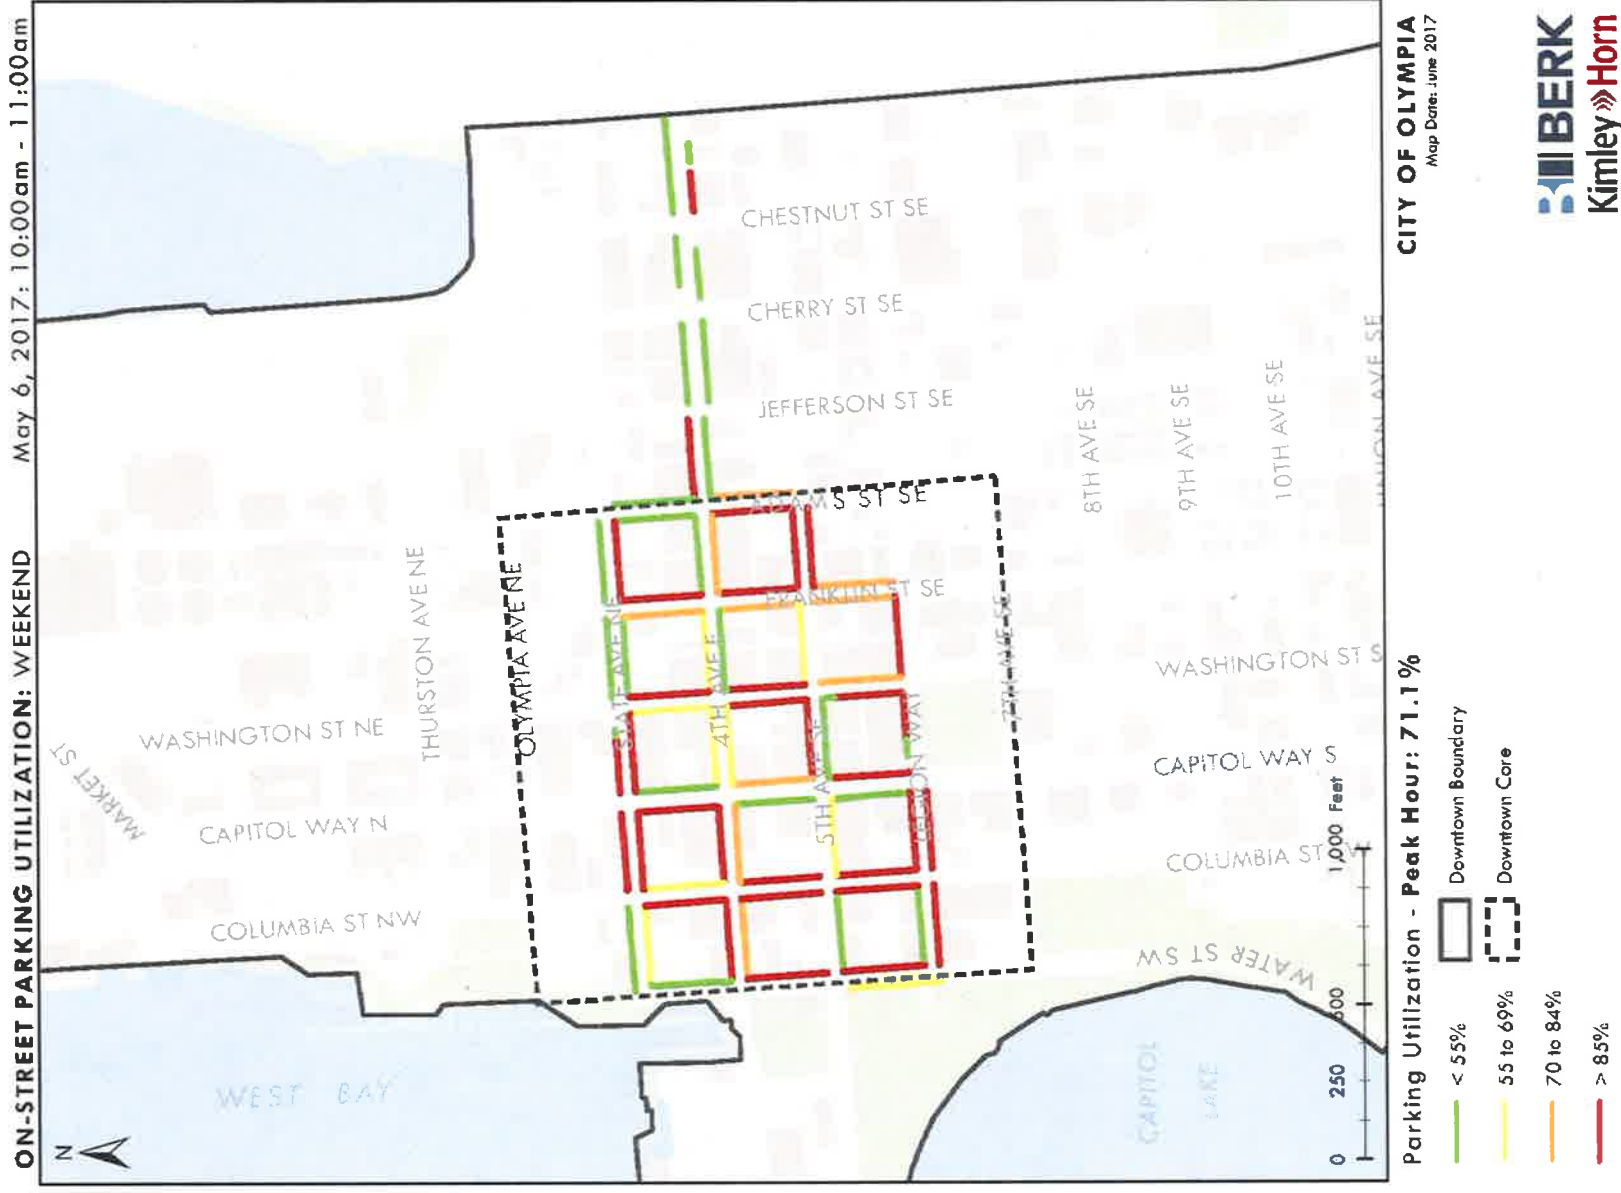 ON-STREET PARKING UTILIZATION: WEEKEND May 6, 2017: 10:00am - 11:00am
N
MARKET ST
WASHINGTON ST NE
CAPITOL WAY N
COLUMBIA ST NW
THURSTON AVE NE
OLYMPIA AVE NE
STATE AVE NE
4TH AVE E
5TH AVE SE
LEGION WAY
7TH AVE SE
ADAMS ST SE
FRANKLIN ST SE
CHESTNUT ST SE
CHERRY ST SE
JEFFERSON ST SE
8TH AVE SE
9TH AVE SE
10TH AVE SE
UNION AVE SE
WASHINGTON ST S
CAPITOL WAY S
COLUMBIA ST
WATER ST SW
WEST BAY
CAPITOL
LAKE
0 250 500 1,000 Feet
CITY OF OLYMPIA
Map Date: June 2017
Parking Utilization - Peak Hour: 71.1%
< 55%
55 to 69%
70 to 84%
> 85%
Downtown Boundary
Downtown Core
BERK
Kimley»Horn